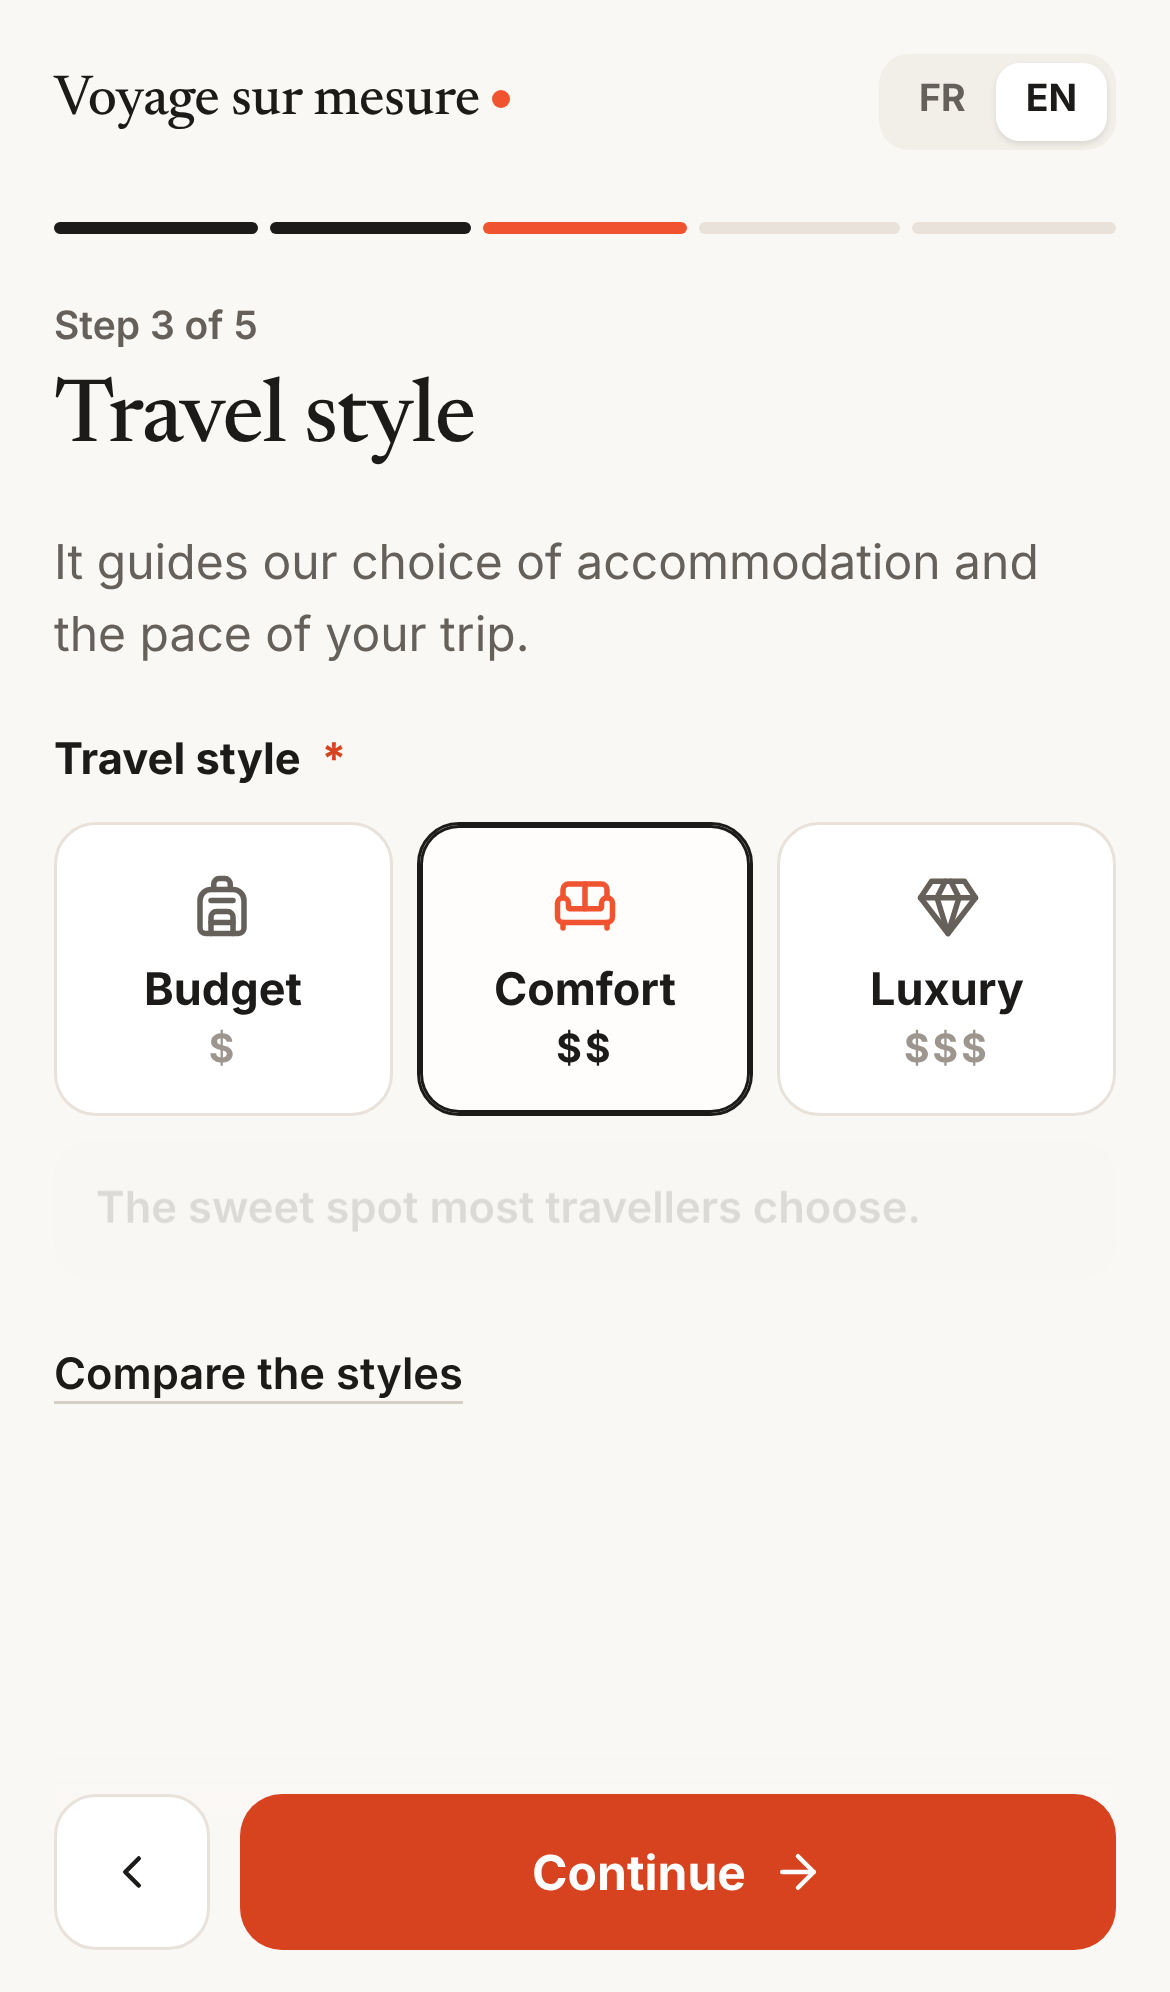 Voyage sur mesure
FR EN
Step 3 of 5
Travel style
It guides our choice of accommodation and
the pace of your trip.
Travel style *
Budget
$
Comfort
$$
Luxury
$$$
The sweet spot most travellers choose.
Compare the styles
Continue →